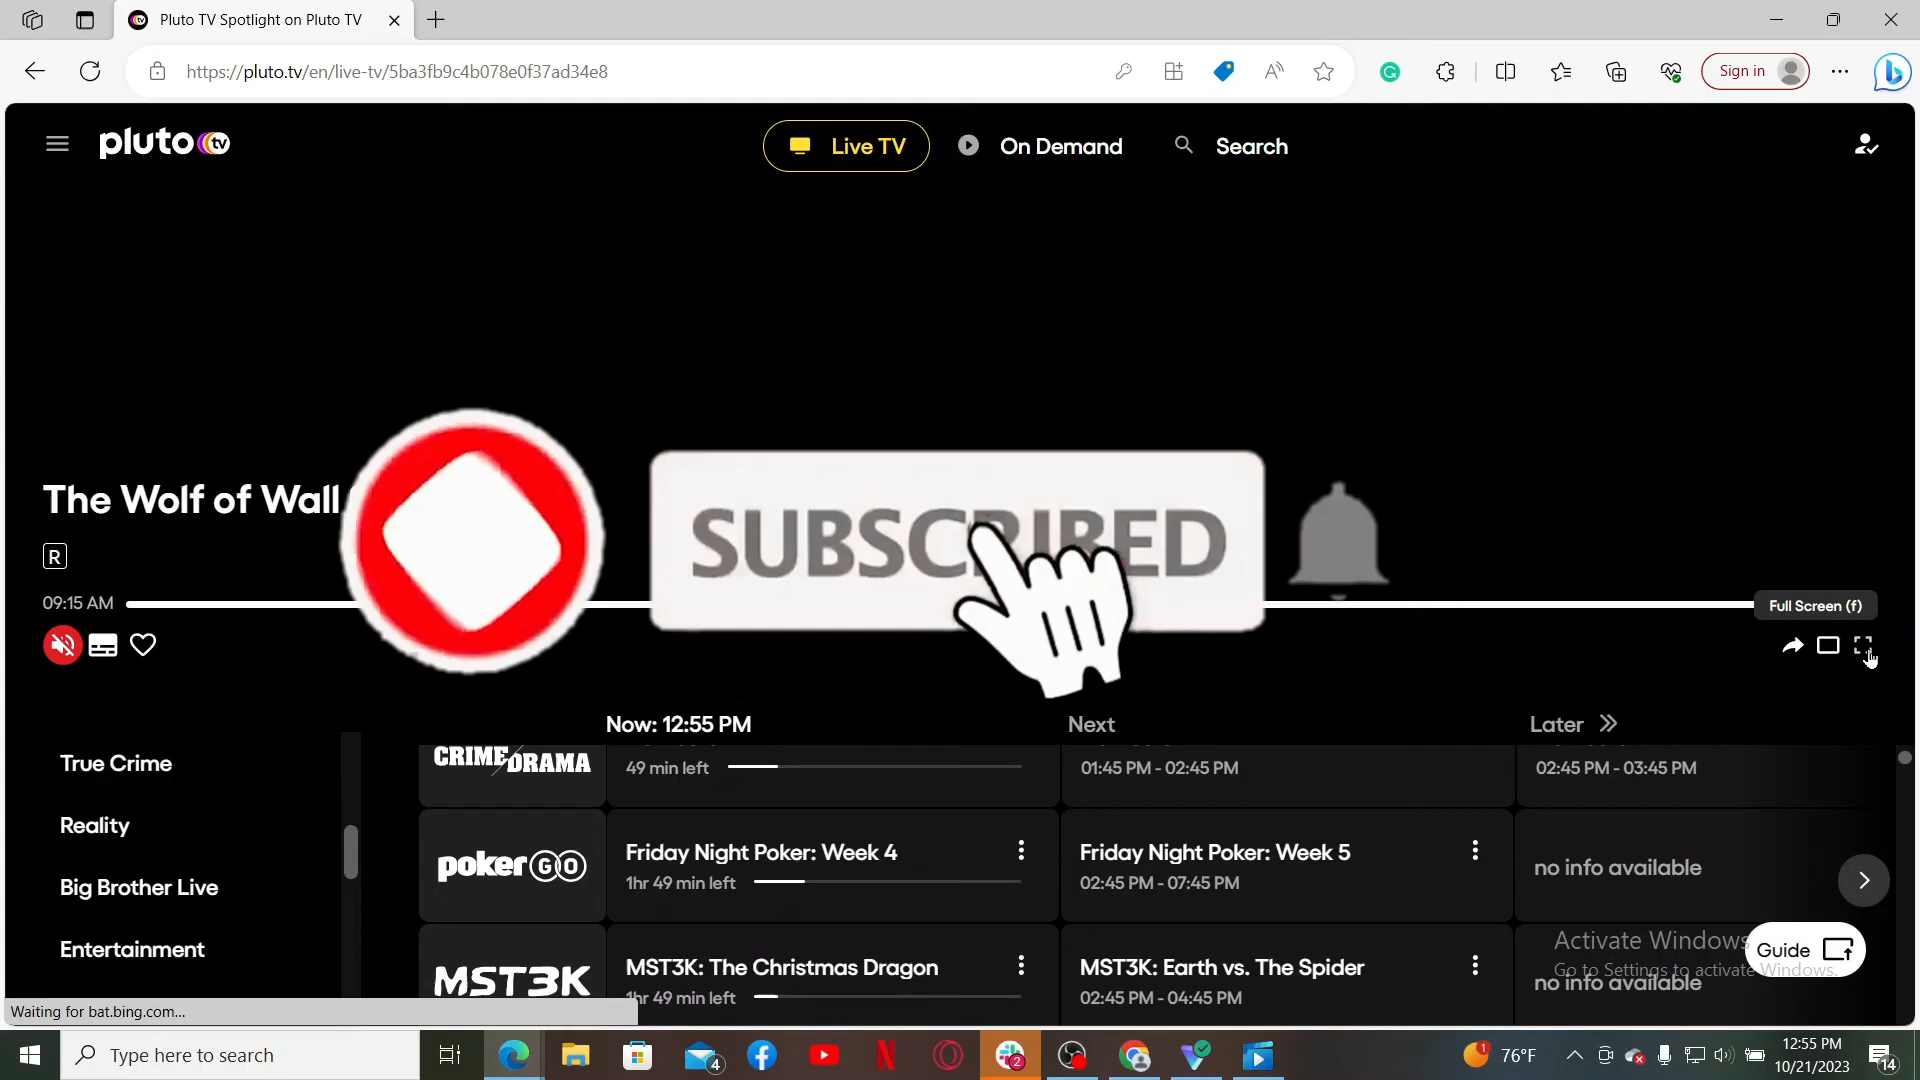 Pluto TV Spotlight on Pluto TV
https://pluto.tv/en/live-tv/5ba3fb9c4b078e0f37ad34e8
Sign in
pluto tv
Live TV
On Demand
Search
The Wolf of Wall
SUBSCRIBED
R
09:15 AM
Full Screen (f)
Now: 12:55 PM
Next
Later
True Crime
Reality
Big Brother Live
Entertainment
CRIME/DRAMA
49 min left
01:45 PM - 02:45 PM
02:45 PM - 03:45 PM
pokerGO
Friday Night Poker: Week 4
1hr 49 min left
Friday Night Poker: Week 5
02:45 PM - 07:45 PM
no info available
MST3K
MST3K: The Christmas Dragon
1hr 49 min left
MST3K: Earth vs. The Spider
02:45 PM - 04:45 PM
no info available
Activate Windows
Go to Settings to activate Windows.
Guide
Waiting for bat.bing.com...
Type here to search
4
2
1
76°F
12:55 PM
10/21/2023
14